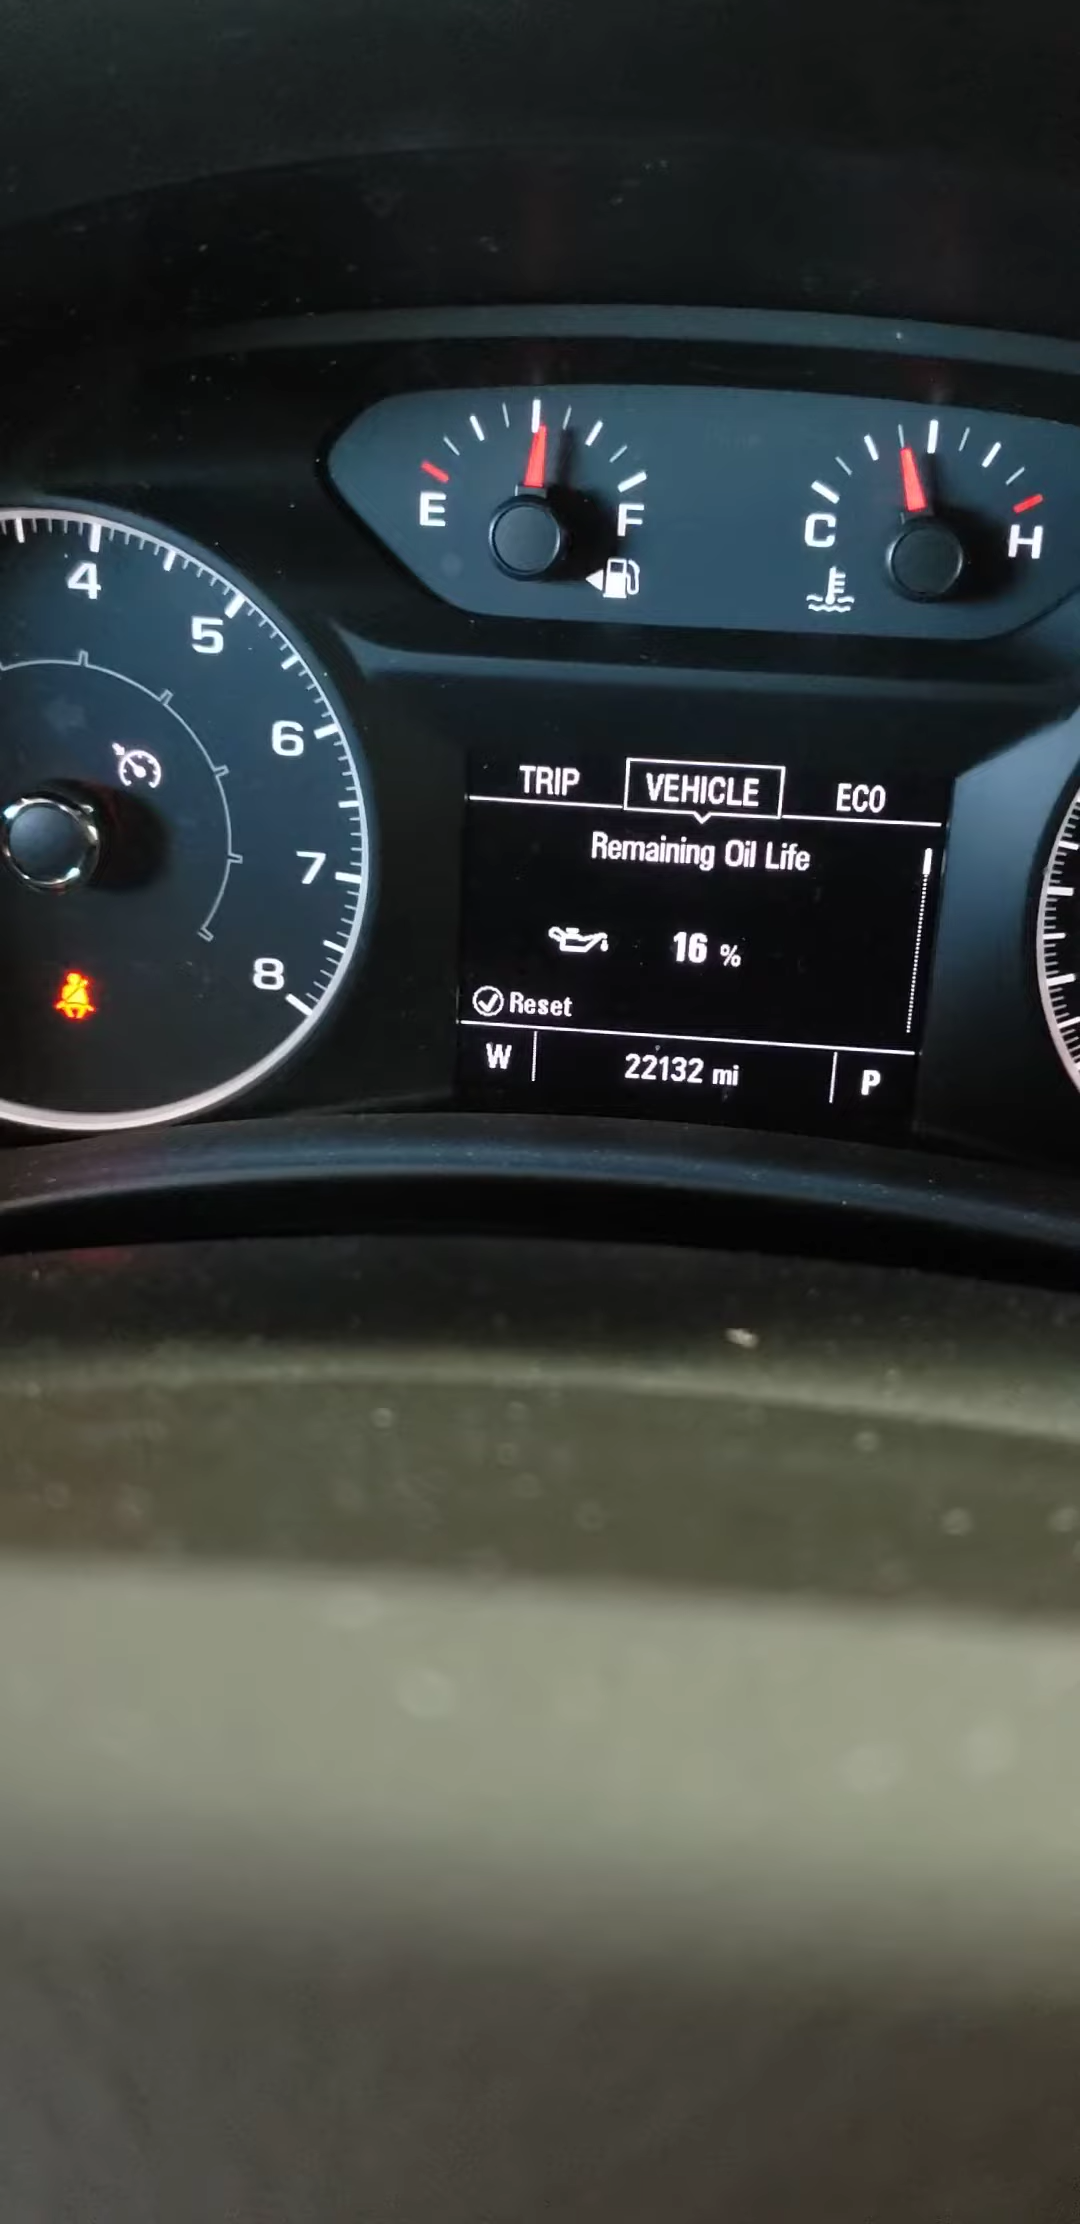 E F
C H
4
5
6
7
8
TRIP VEHICLE ECO
Remaining Oil Life
16 %
Reset
W 22132 mi P